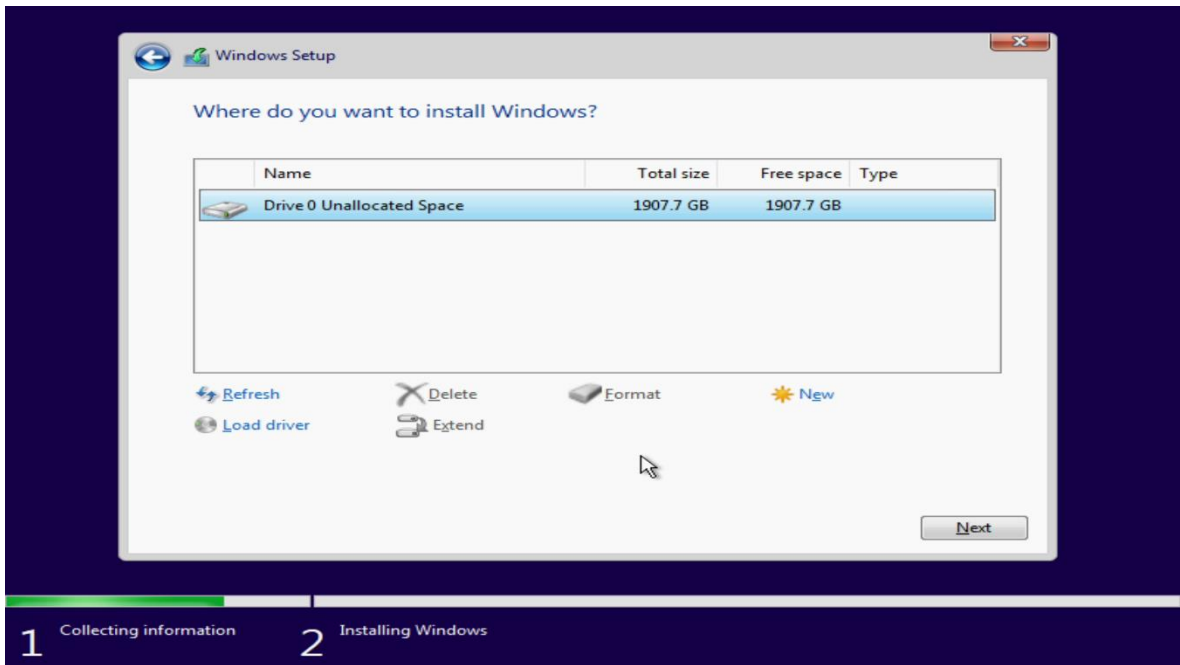 Windows Setup
Where do you want to install Windows?
Name Total size Free space Type
Drive 0 Unallocated Space 1907.7 GB 1907.7 GB
Refresh Delete Format New
Load driver Extend
Next
1 Collecting information 2 Installing Windows